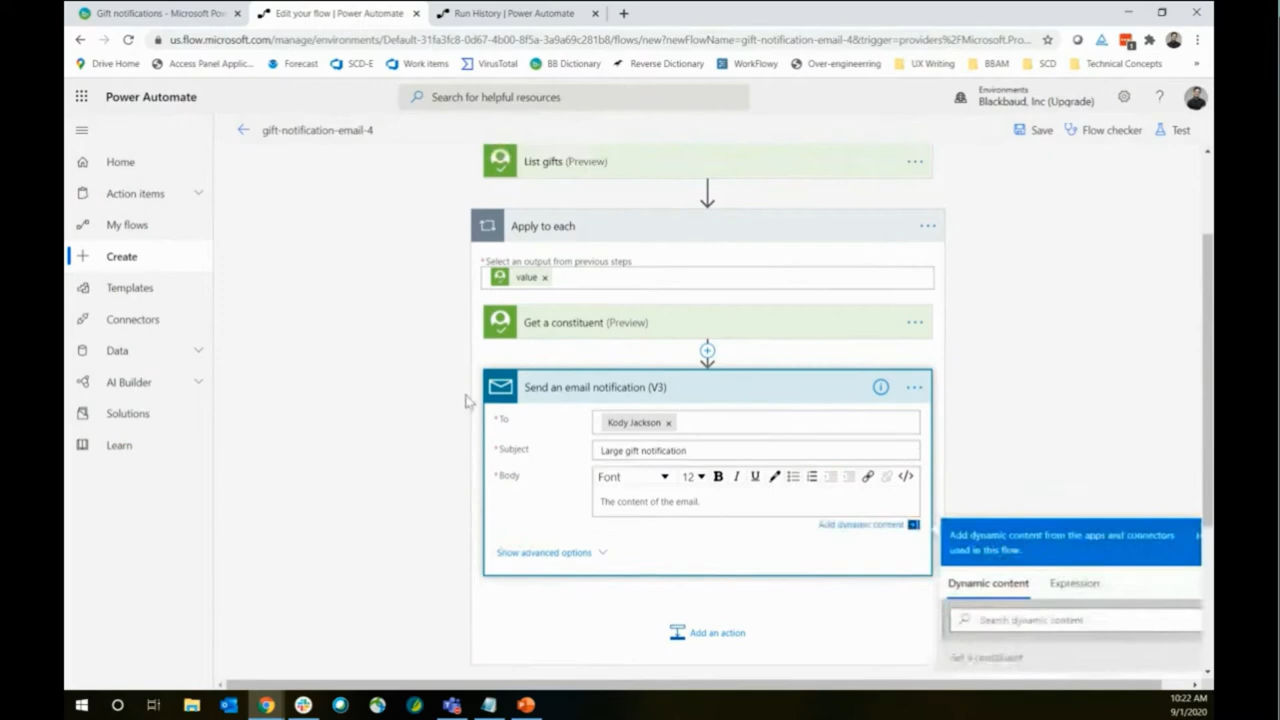 Gift notifications - Microsoft Pow
Edit your flow | Power Automate
Run History | Power Automate
us.flow.microsoft.com/manage/environments/Default-31fa3fc8-0d67-4b00-8f5a-3a9a69c281b8/flows/new?newFlowName=gift-notification-email-4&trigger=providers%2FMicrosoft.Pro...
Drive Home
Access Panel Applic...
Forecast
SCD-E
Work items
VirusTotal
BB Dictionary
Reverse Dictionary
WorkFlowy
Over-engineering
UX Writing
BBAM
SCD
Technical Concepts
Power Automate
Search for helpful resources
Environments
Blackbaud, Inc (Upgrade)
gift-notification-email-4
Save
Flow checker
Test
Home
Action items
My flows
Create
Templates
Connectors
Data
AI Builder
Solutions
Learn
List gifts (Preview)
Apply to each
*Select an output from previous steps
value
Get a constituent (Preview)
Send an email notification (V3)
*To
Kody Jackson
*Subject
Large gift notification
*Body
Font
12
B I U
The content of the email.
Add dynamic content
Show advanced options
Add an action
Add dynamic content from the apps and connectors
used in this flow.
Dynamic content
Expression
Search dynamic content
Get a constituent
10:22 AM
9/1/2020